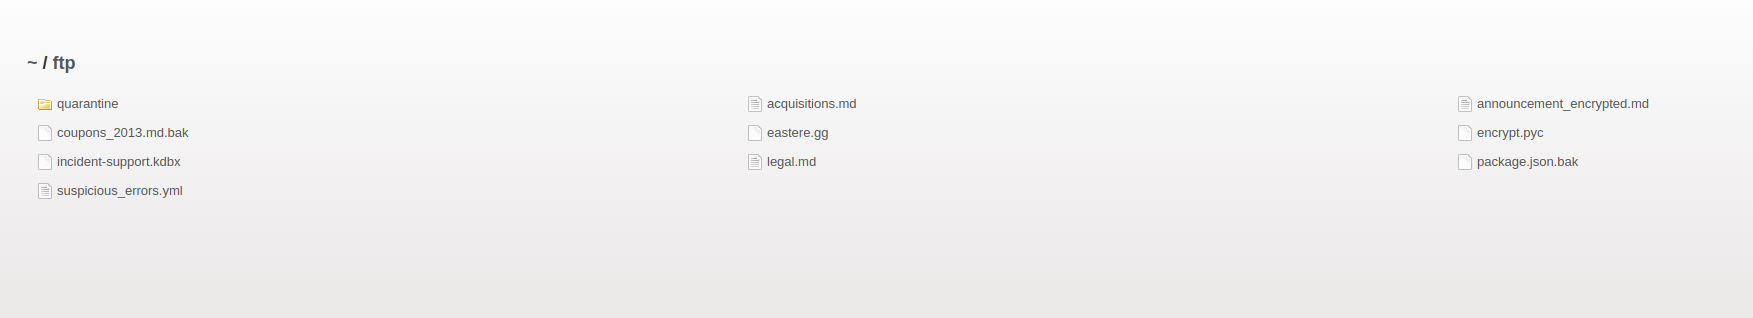 ~ / ftp
quarantine acquisitions.md announcement_encrypted.md
coupons_2013.md.bak eastere.gg encrypt.pyc
incident-support.kdbx legal.md package.json.bak
suspicious_errors.yml